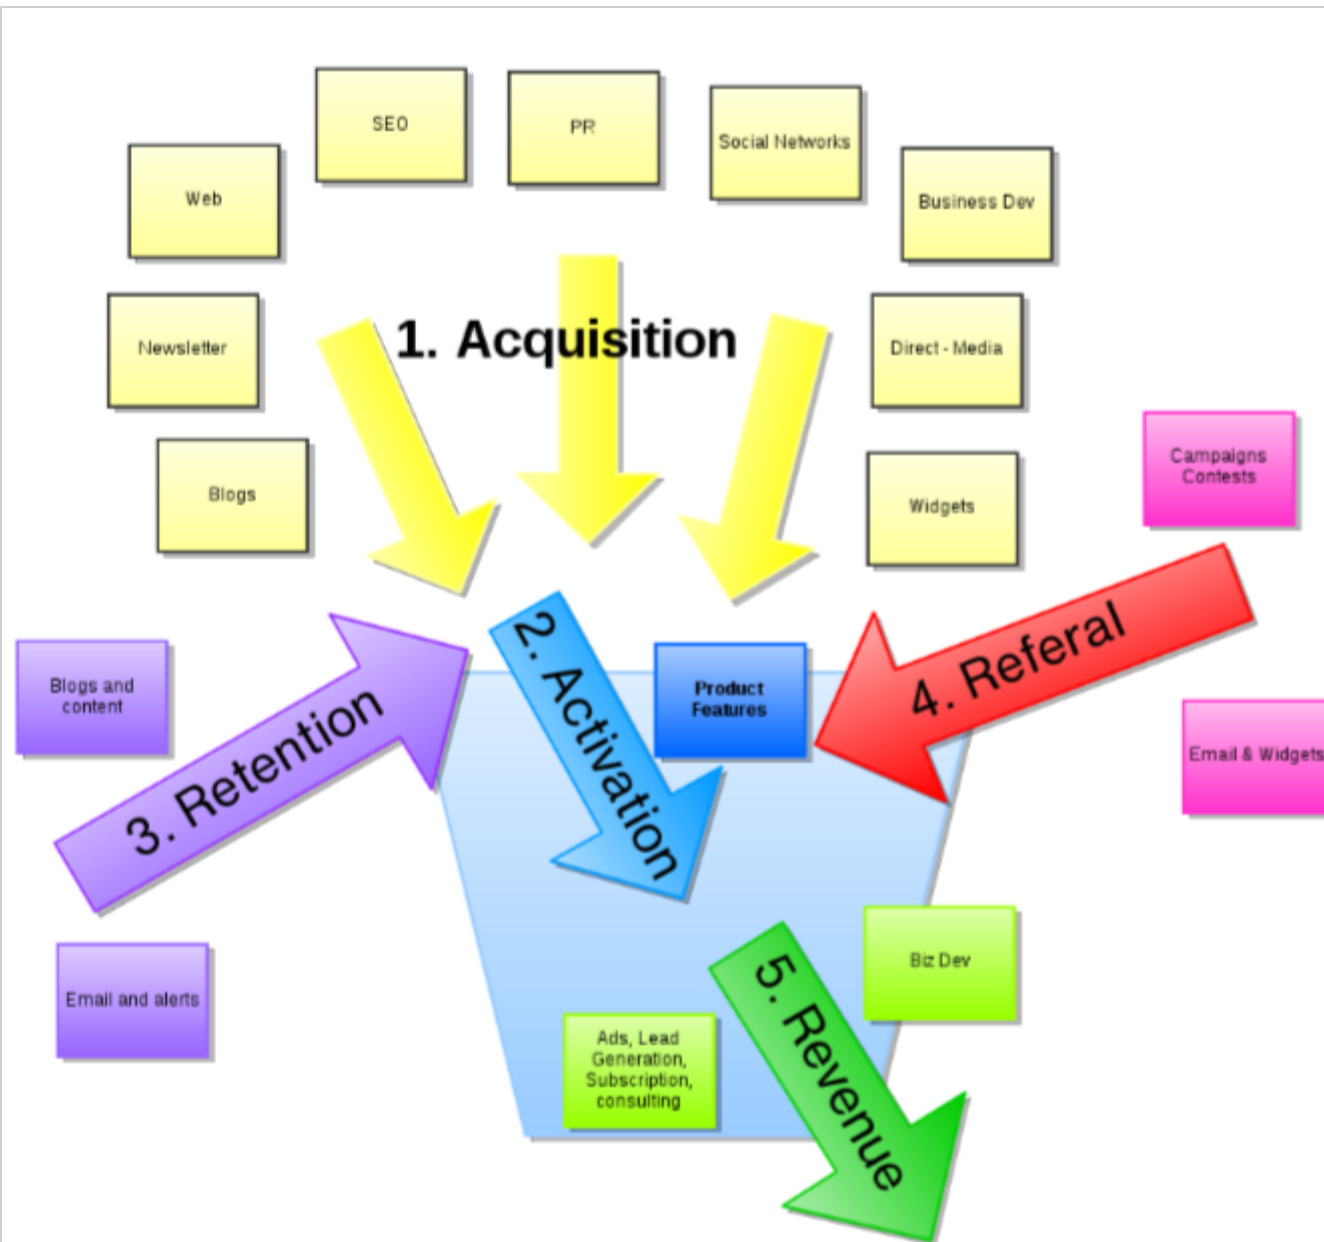 SEO
PR
Social Networks
Web
Business Dev
1. Acquisition
Newsletter
Direct - Media
Blogs
Widgets
Campaigns
Contests
2. Activation
Product
Features
4. Referal
Blogs and
content
3. Retention
Email & Widgets
Email and alerts
Biz Dev
5. Revenue
Ads, Lead
Generation,
Subscription,
consulting